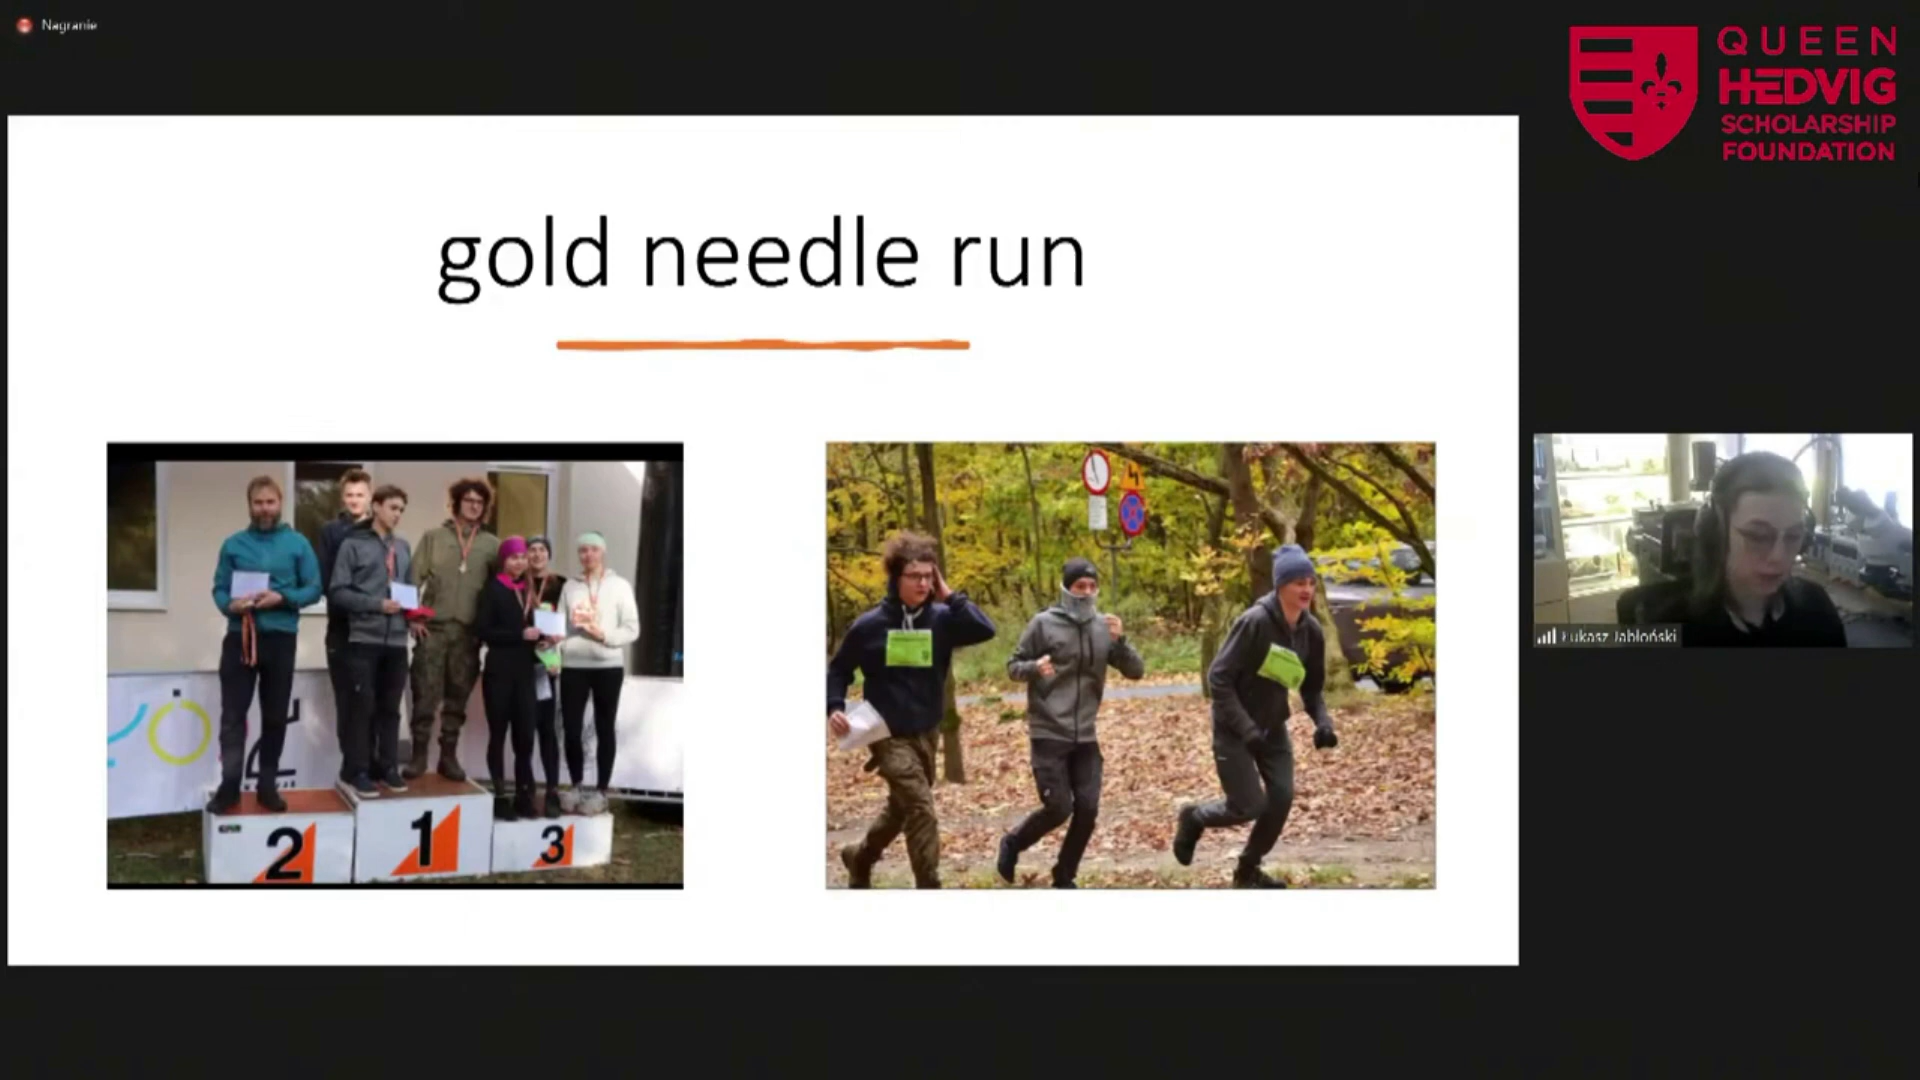 Nagranie
QUEEN
HEDVIG
SCHOLARSHIP
FOUNDATION
gold needle run
2
1
3
Łukasz Jabłoński